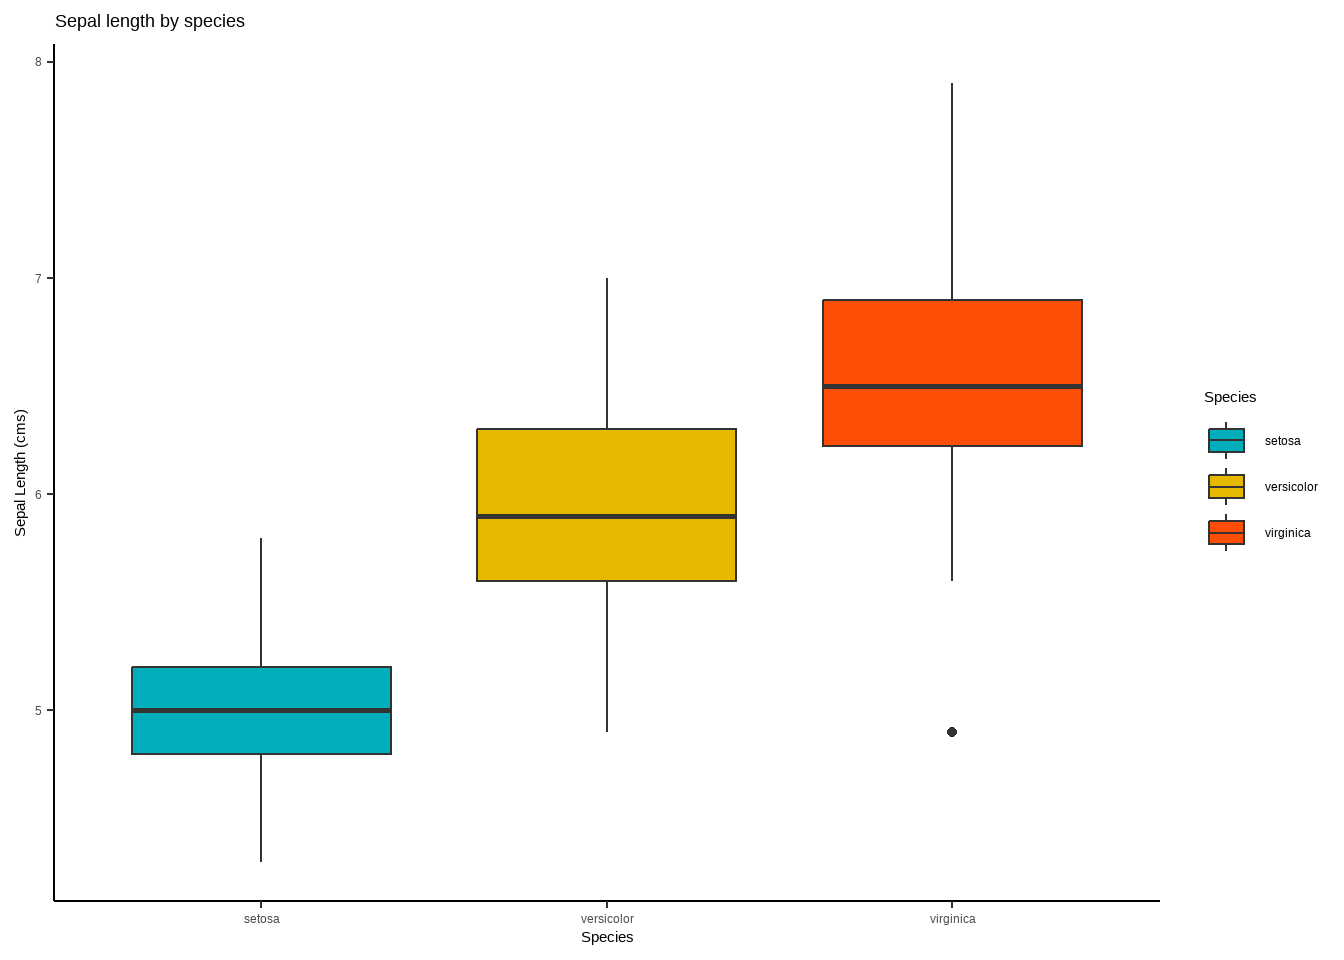 Sepal length by species
8
7
6
5
Sepal Length (cms)
setosa
versicolor
virginica
Species
Species
setosa
versicolor
virginica